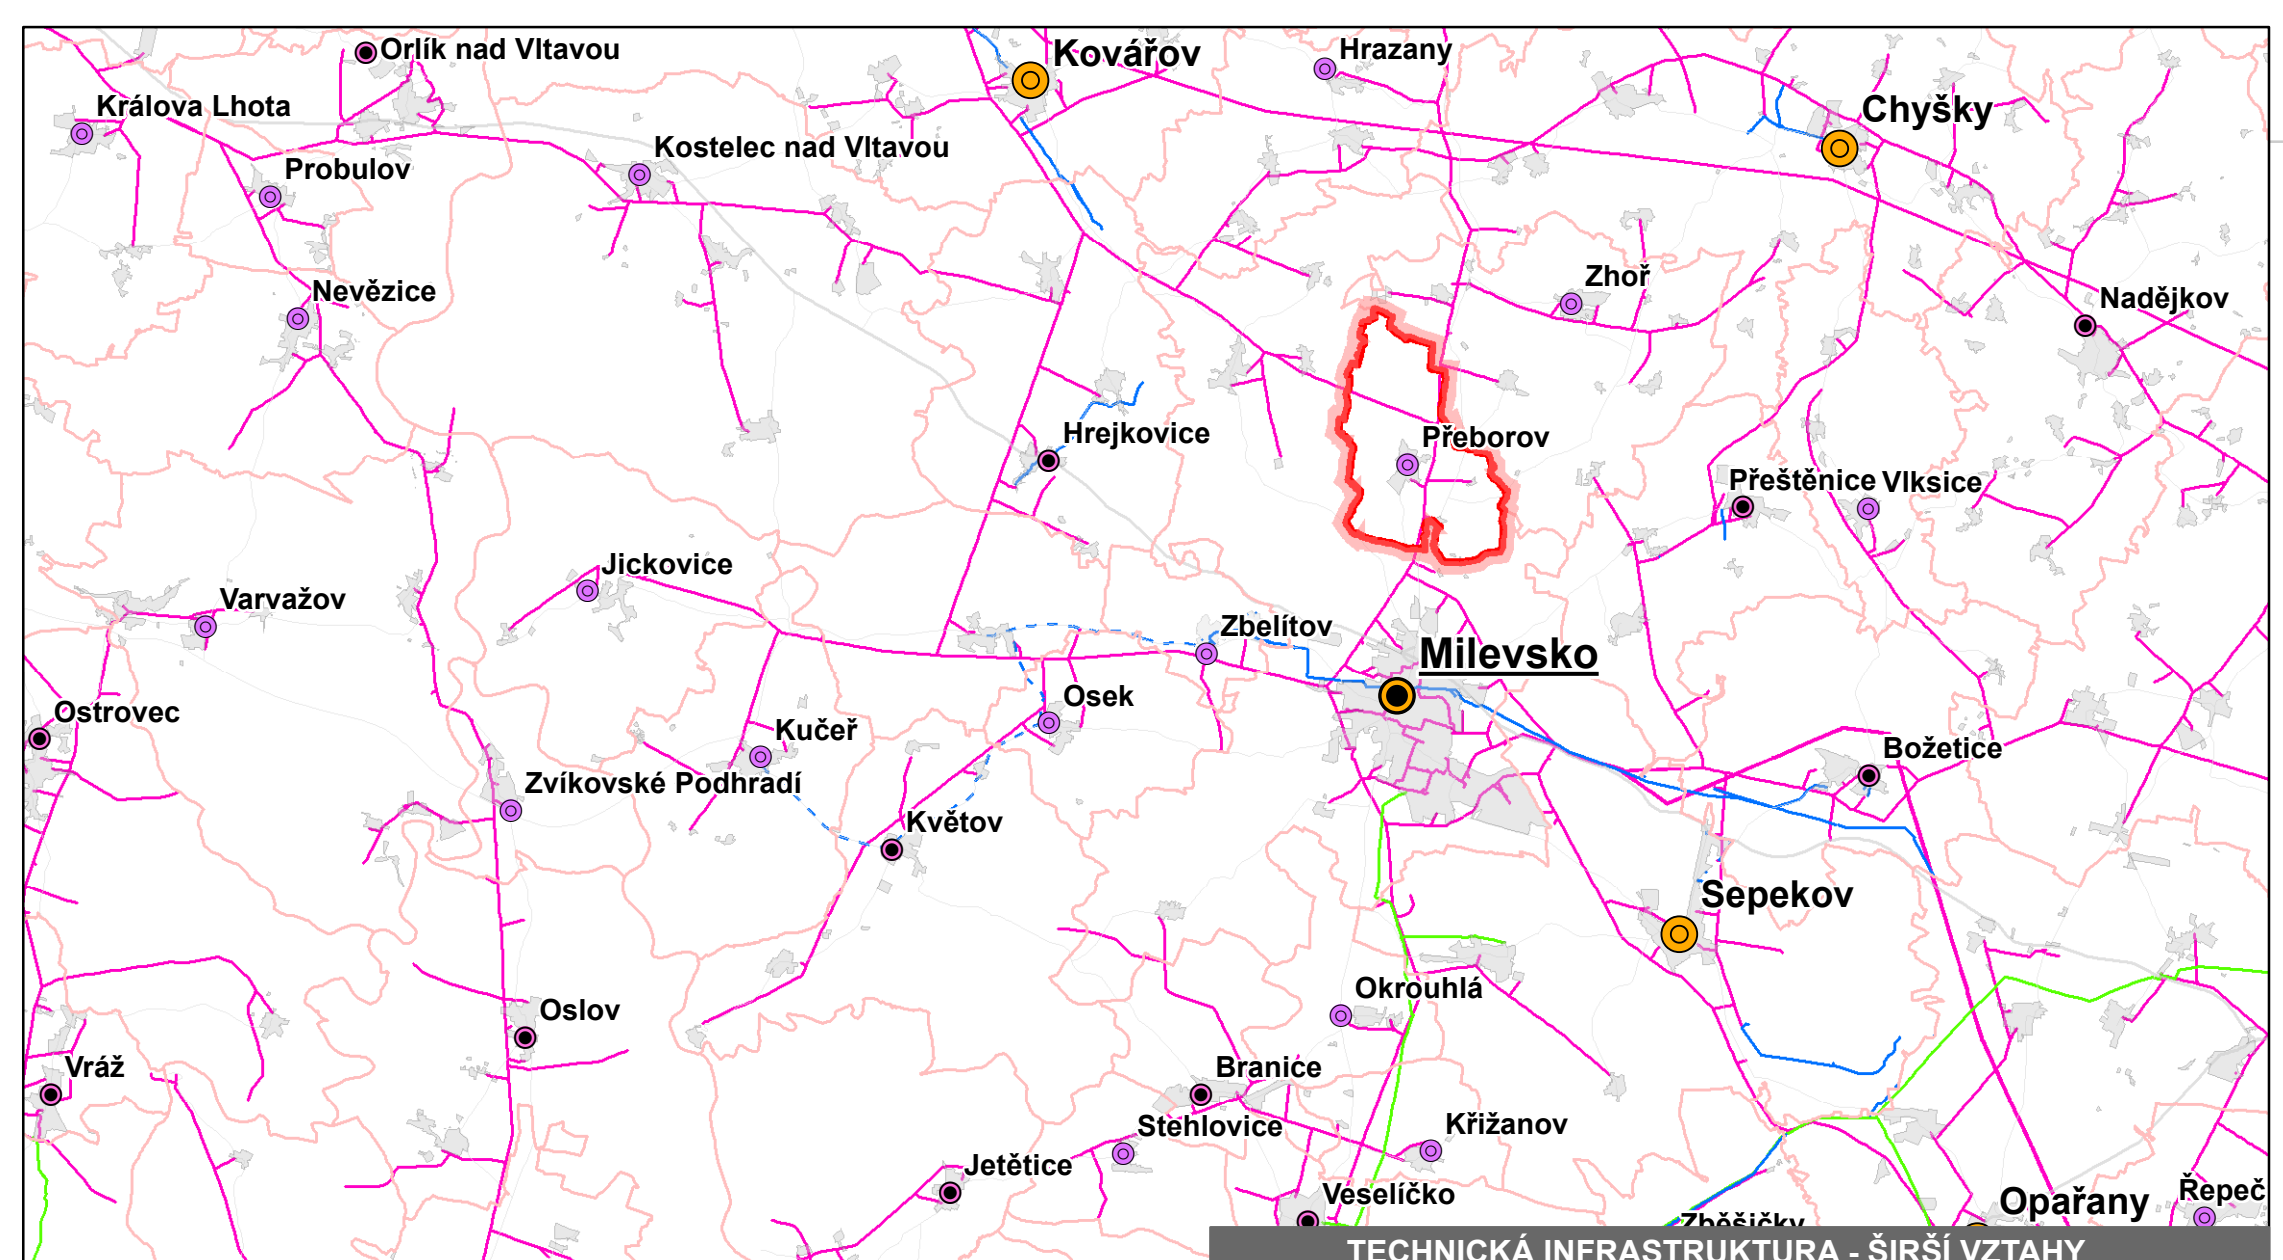 Orlík nad Vltavou
Kovářov
Hrazany
Králova Lhota
Chyšky
Kostelec nad Vltavou
Probulov
Zhoř
Nevězice
Nadějkov
Hrejkovice
Přeborov
Přeštěnice
Vlksice
Jickovice
Varvažov
Zbelítov
Milevsko
Osek
Ostrovec
Kučeř
Božetice
Zvíkovské Podhradí
Květov
Sepekov
Okrouhlá
Oslov
Vráž
Branice
Stehlovice
Křižanov
Jetětice
Veselíčko
Opařany
Řepeč
Zběšičky
TECHNICKÁ INFRASTRUKTURA - ŠIRŠÍ VZTAHY